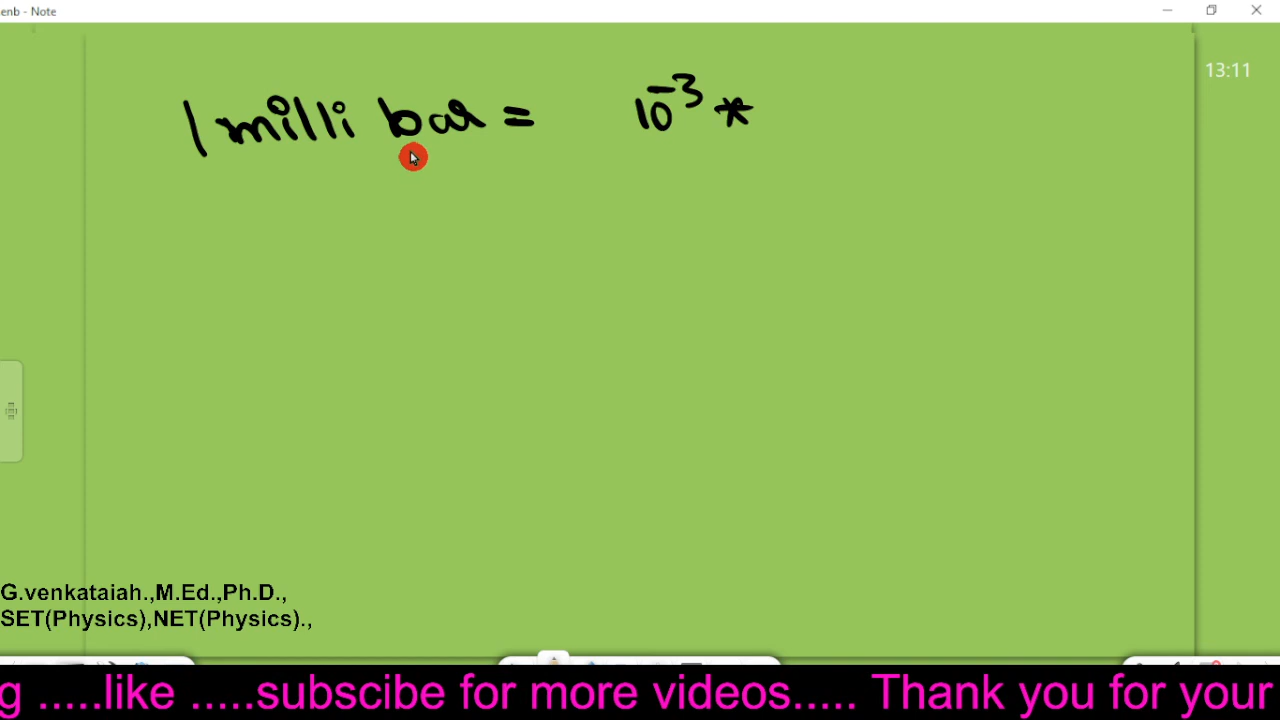 enb - Note
1 milli bar = 10⁻³ *
13:11
G.venkataiah.,M.Ed.,Ph.D.,
SET(Physics),NET(Physics).,
g .....like .....subscibe for more videos..... Thank you for your